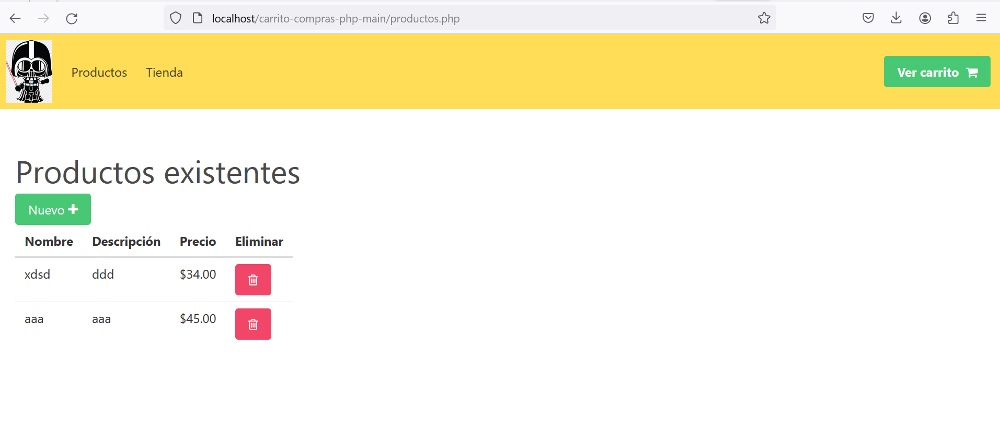 localhost/carrito-compras-php-main/productos.php
Productos Tienda Ver carrito
Productos existentes
Nuevo
Nombre Descripción Precio Eliminar
xdsd ddd $34.00
aaa aaa $45.00